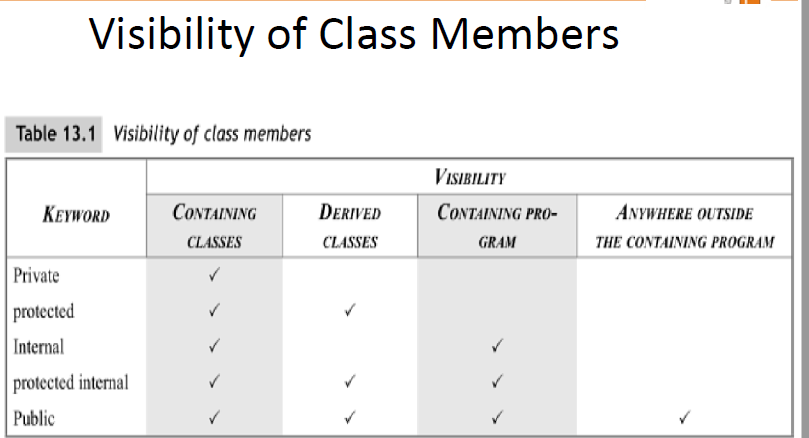 Visibility of Class Members
Table 13.1 Visibility of class members
VISIBILITY
KEYWORD CONTAINING CLASSES DERIVED CLASSES CONTAINING PRO-GRAM ANYWHERE OUTSIDE THE CONTAINING PROGRAM
Private ✓
protected ✓ ✓
Internal ✓ ✓
protected internal ✓ ✓ ✓
Public ✓ ✓ ✓ ✓